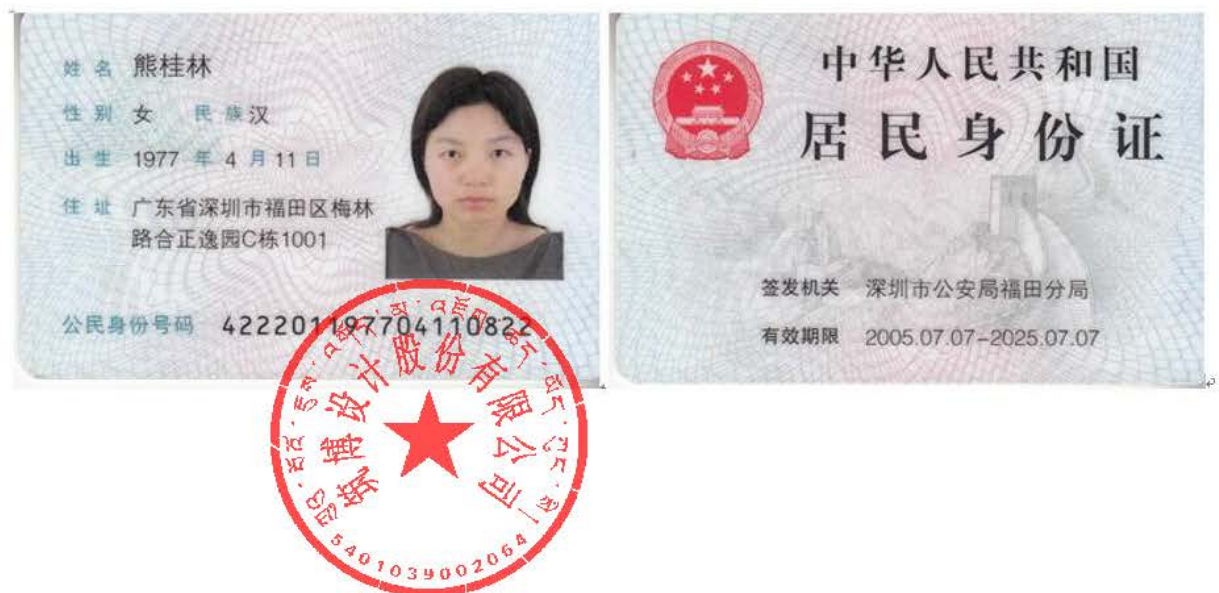 姓名 熊桂林
性别 女 民族 汉
出生 1977 年 4 月 11 日
住址 广东省深圳市福田区梅林
路合正逸园C栋1001
公民身份号码 422201197704110822
中华人民共和国
居民身份证
签发机关 深圳市公安局福田分局
有效期限 2005.07.07-2025.07.07
筑博设计股份有限公司
5401039002064